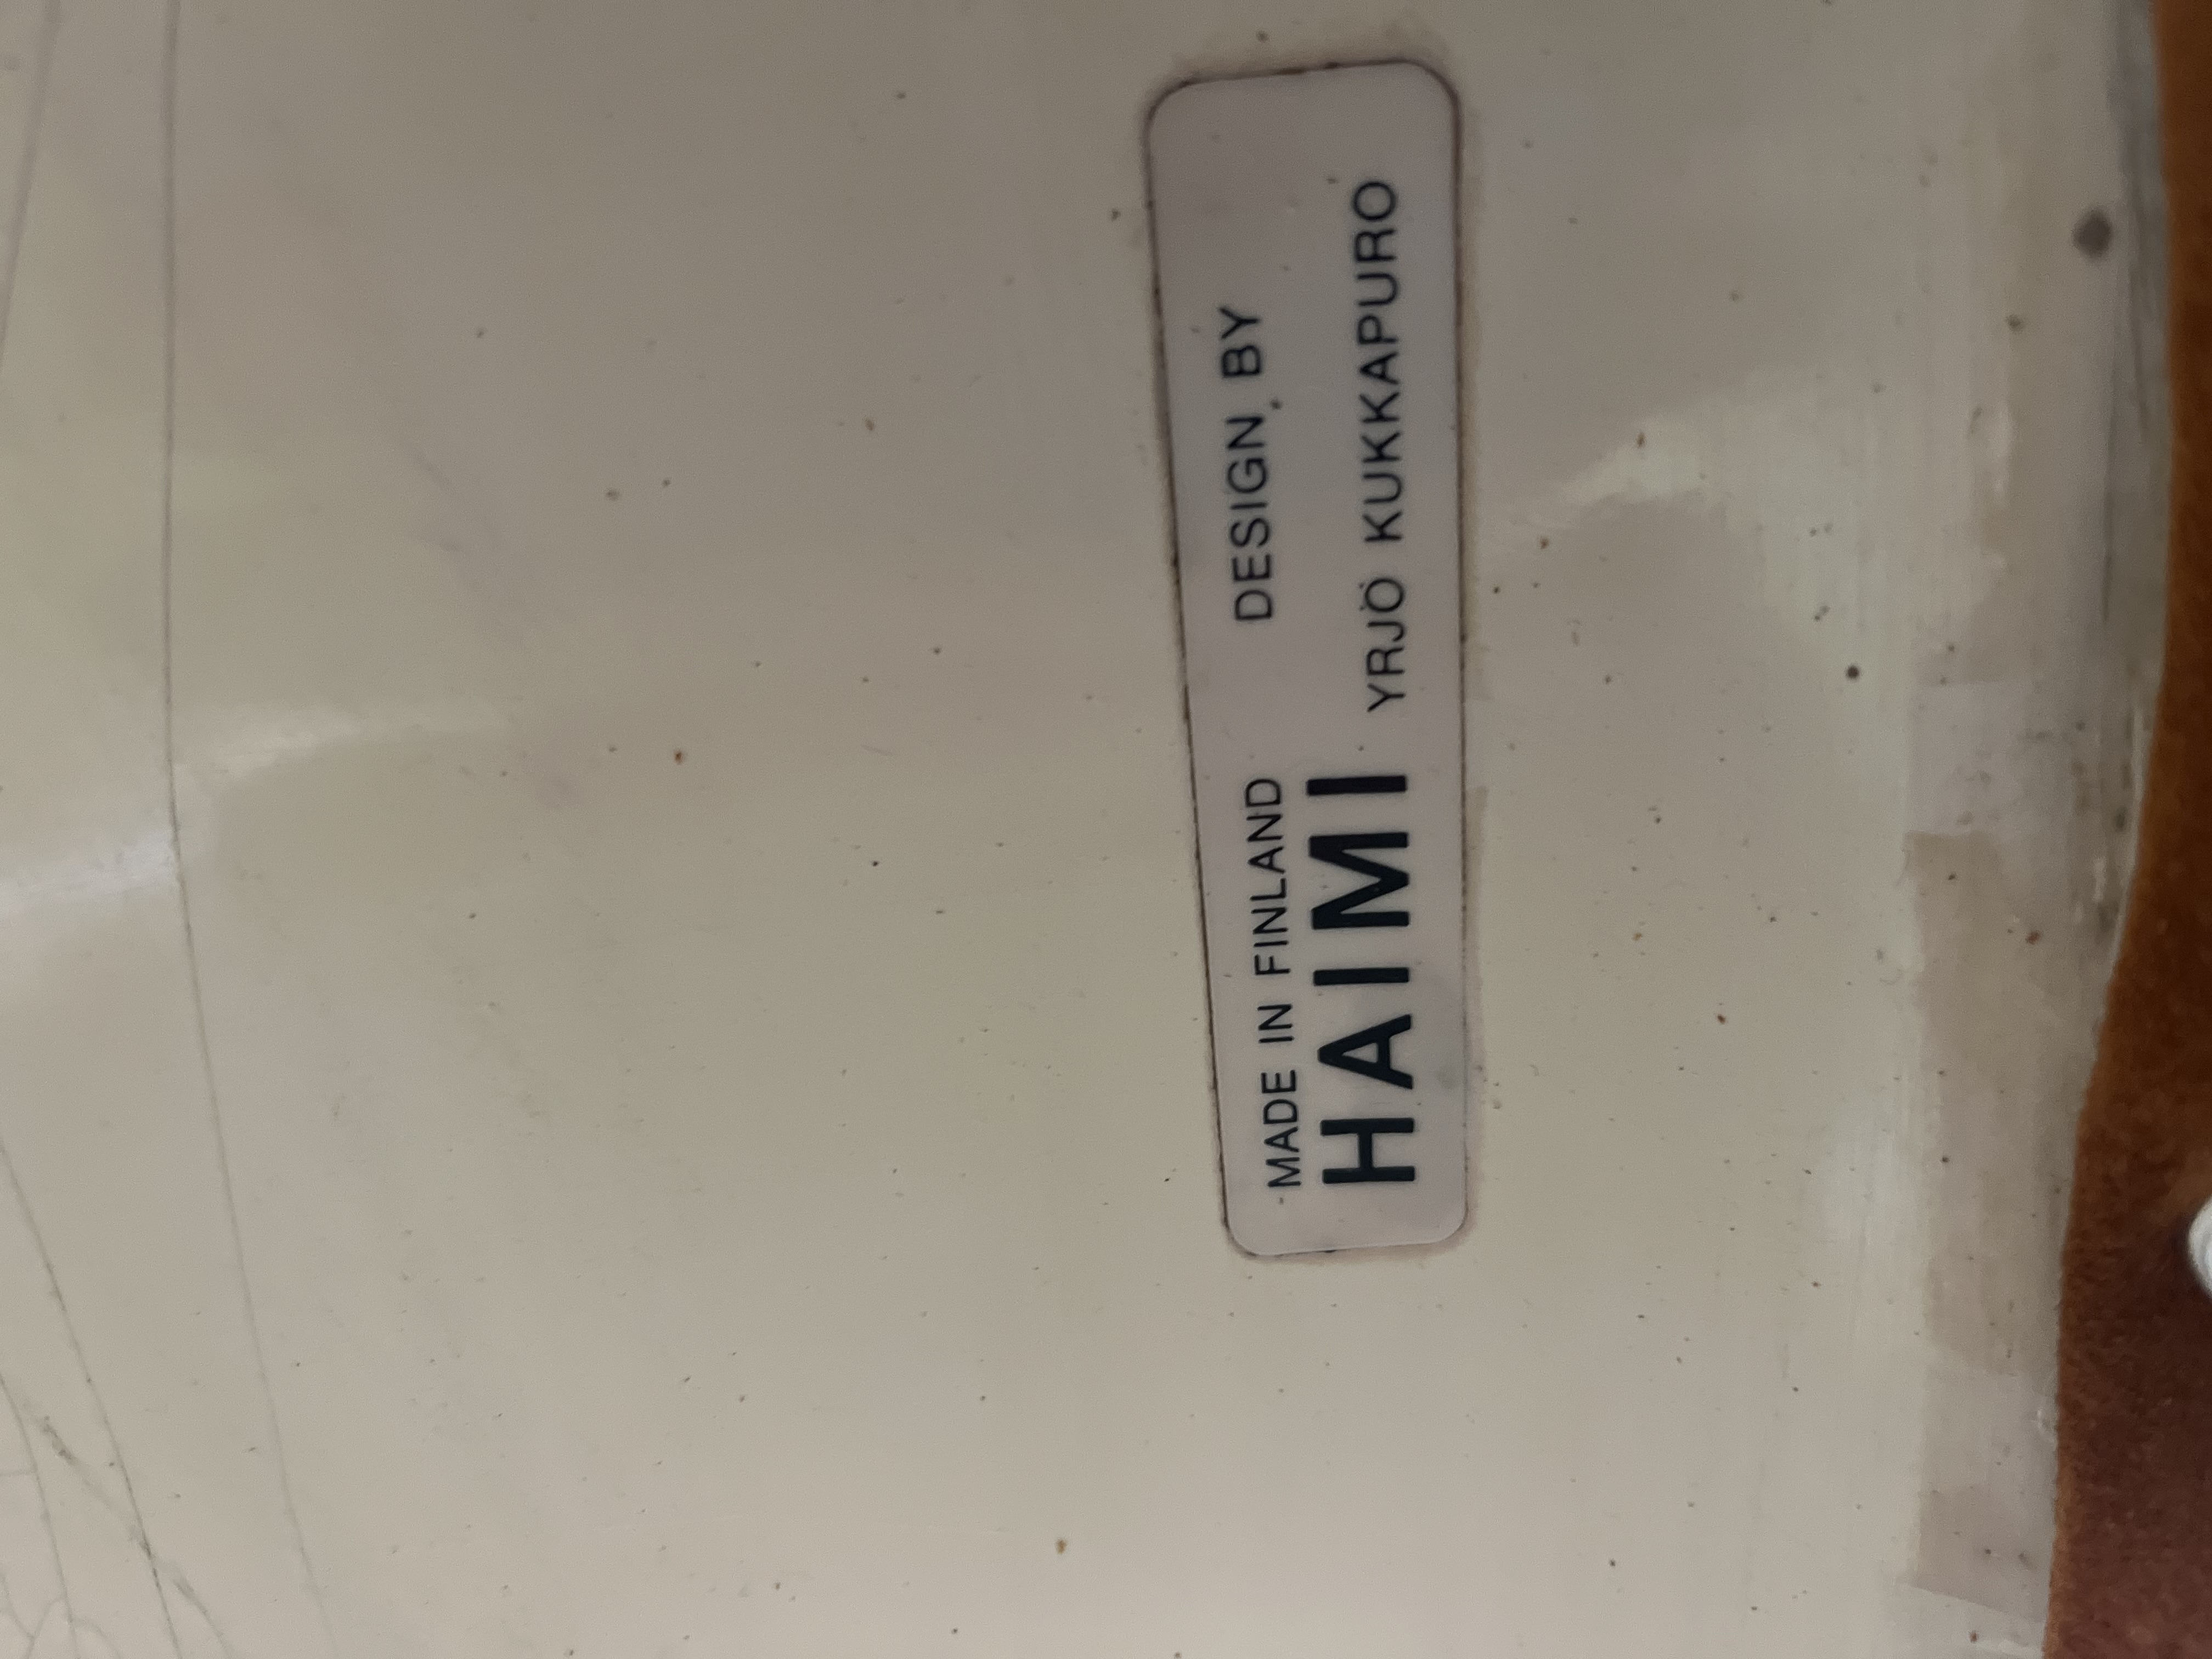 MADE IN FINLAND
HAIMI
DESIGN BY
YRJÖ KUKKAPURO